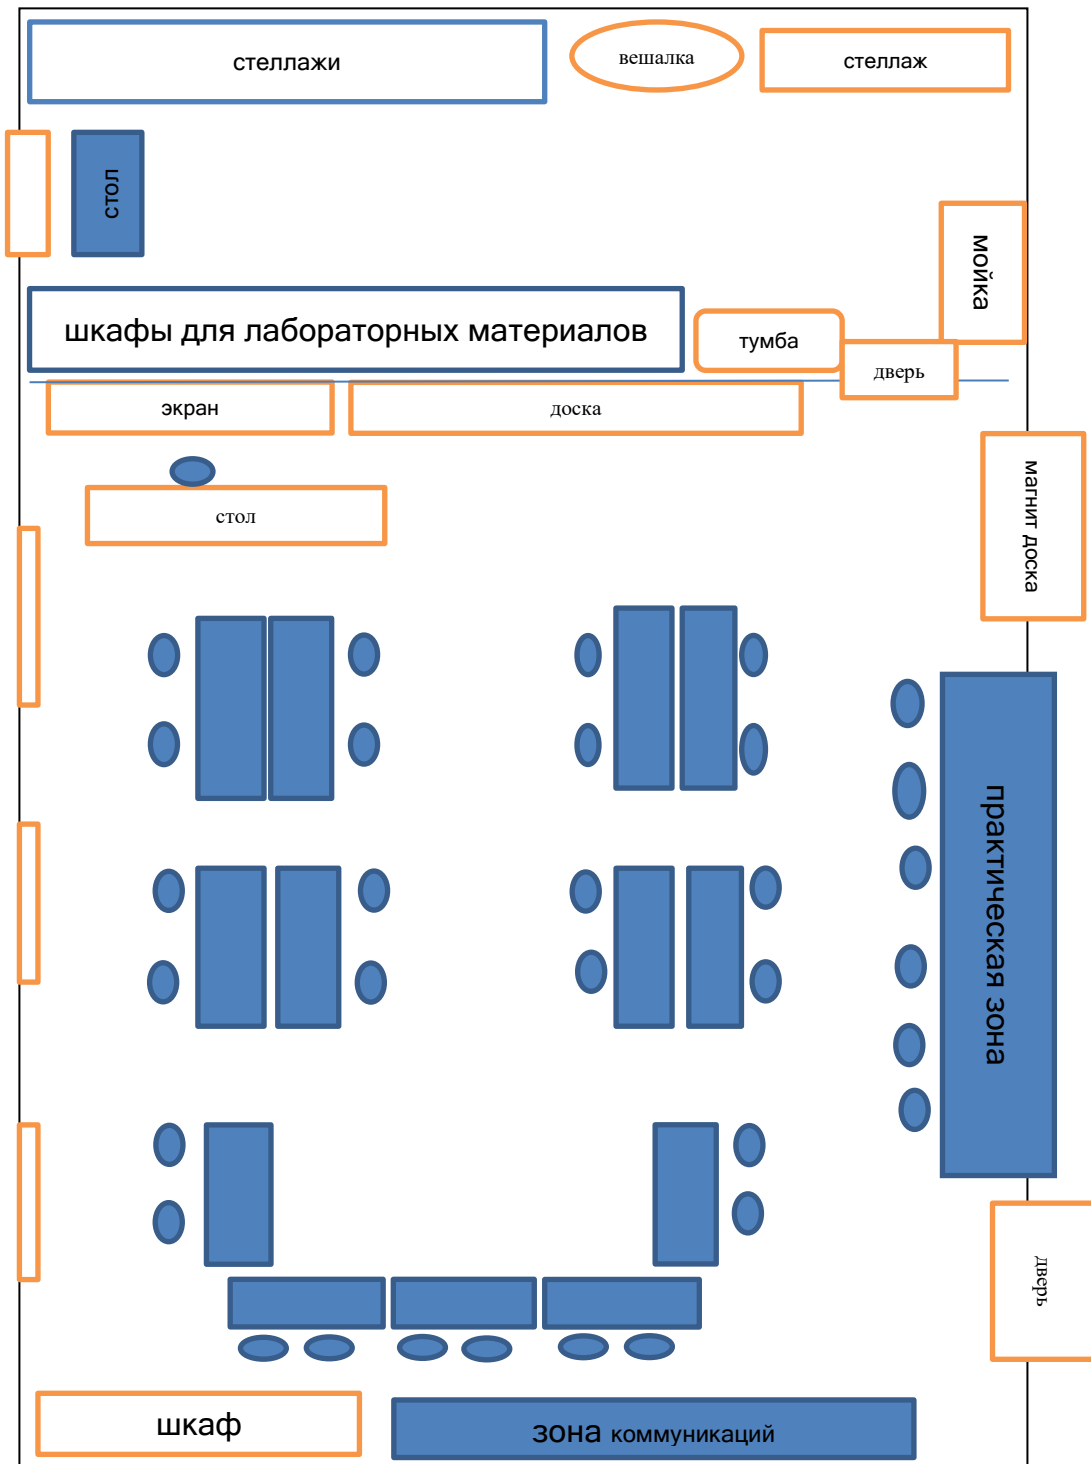 стеллажи
вешалка
стеллаж
стол
мойка
шкафы для лабораторных материалов
тумба
дверь
экран
доска
магнит доска
стол
практическая зона
дверь
шкаф
зона коммуникаций